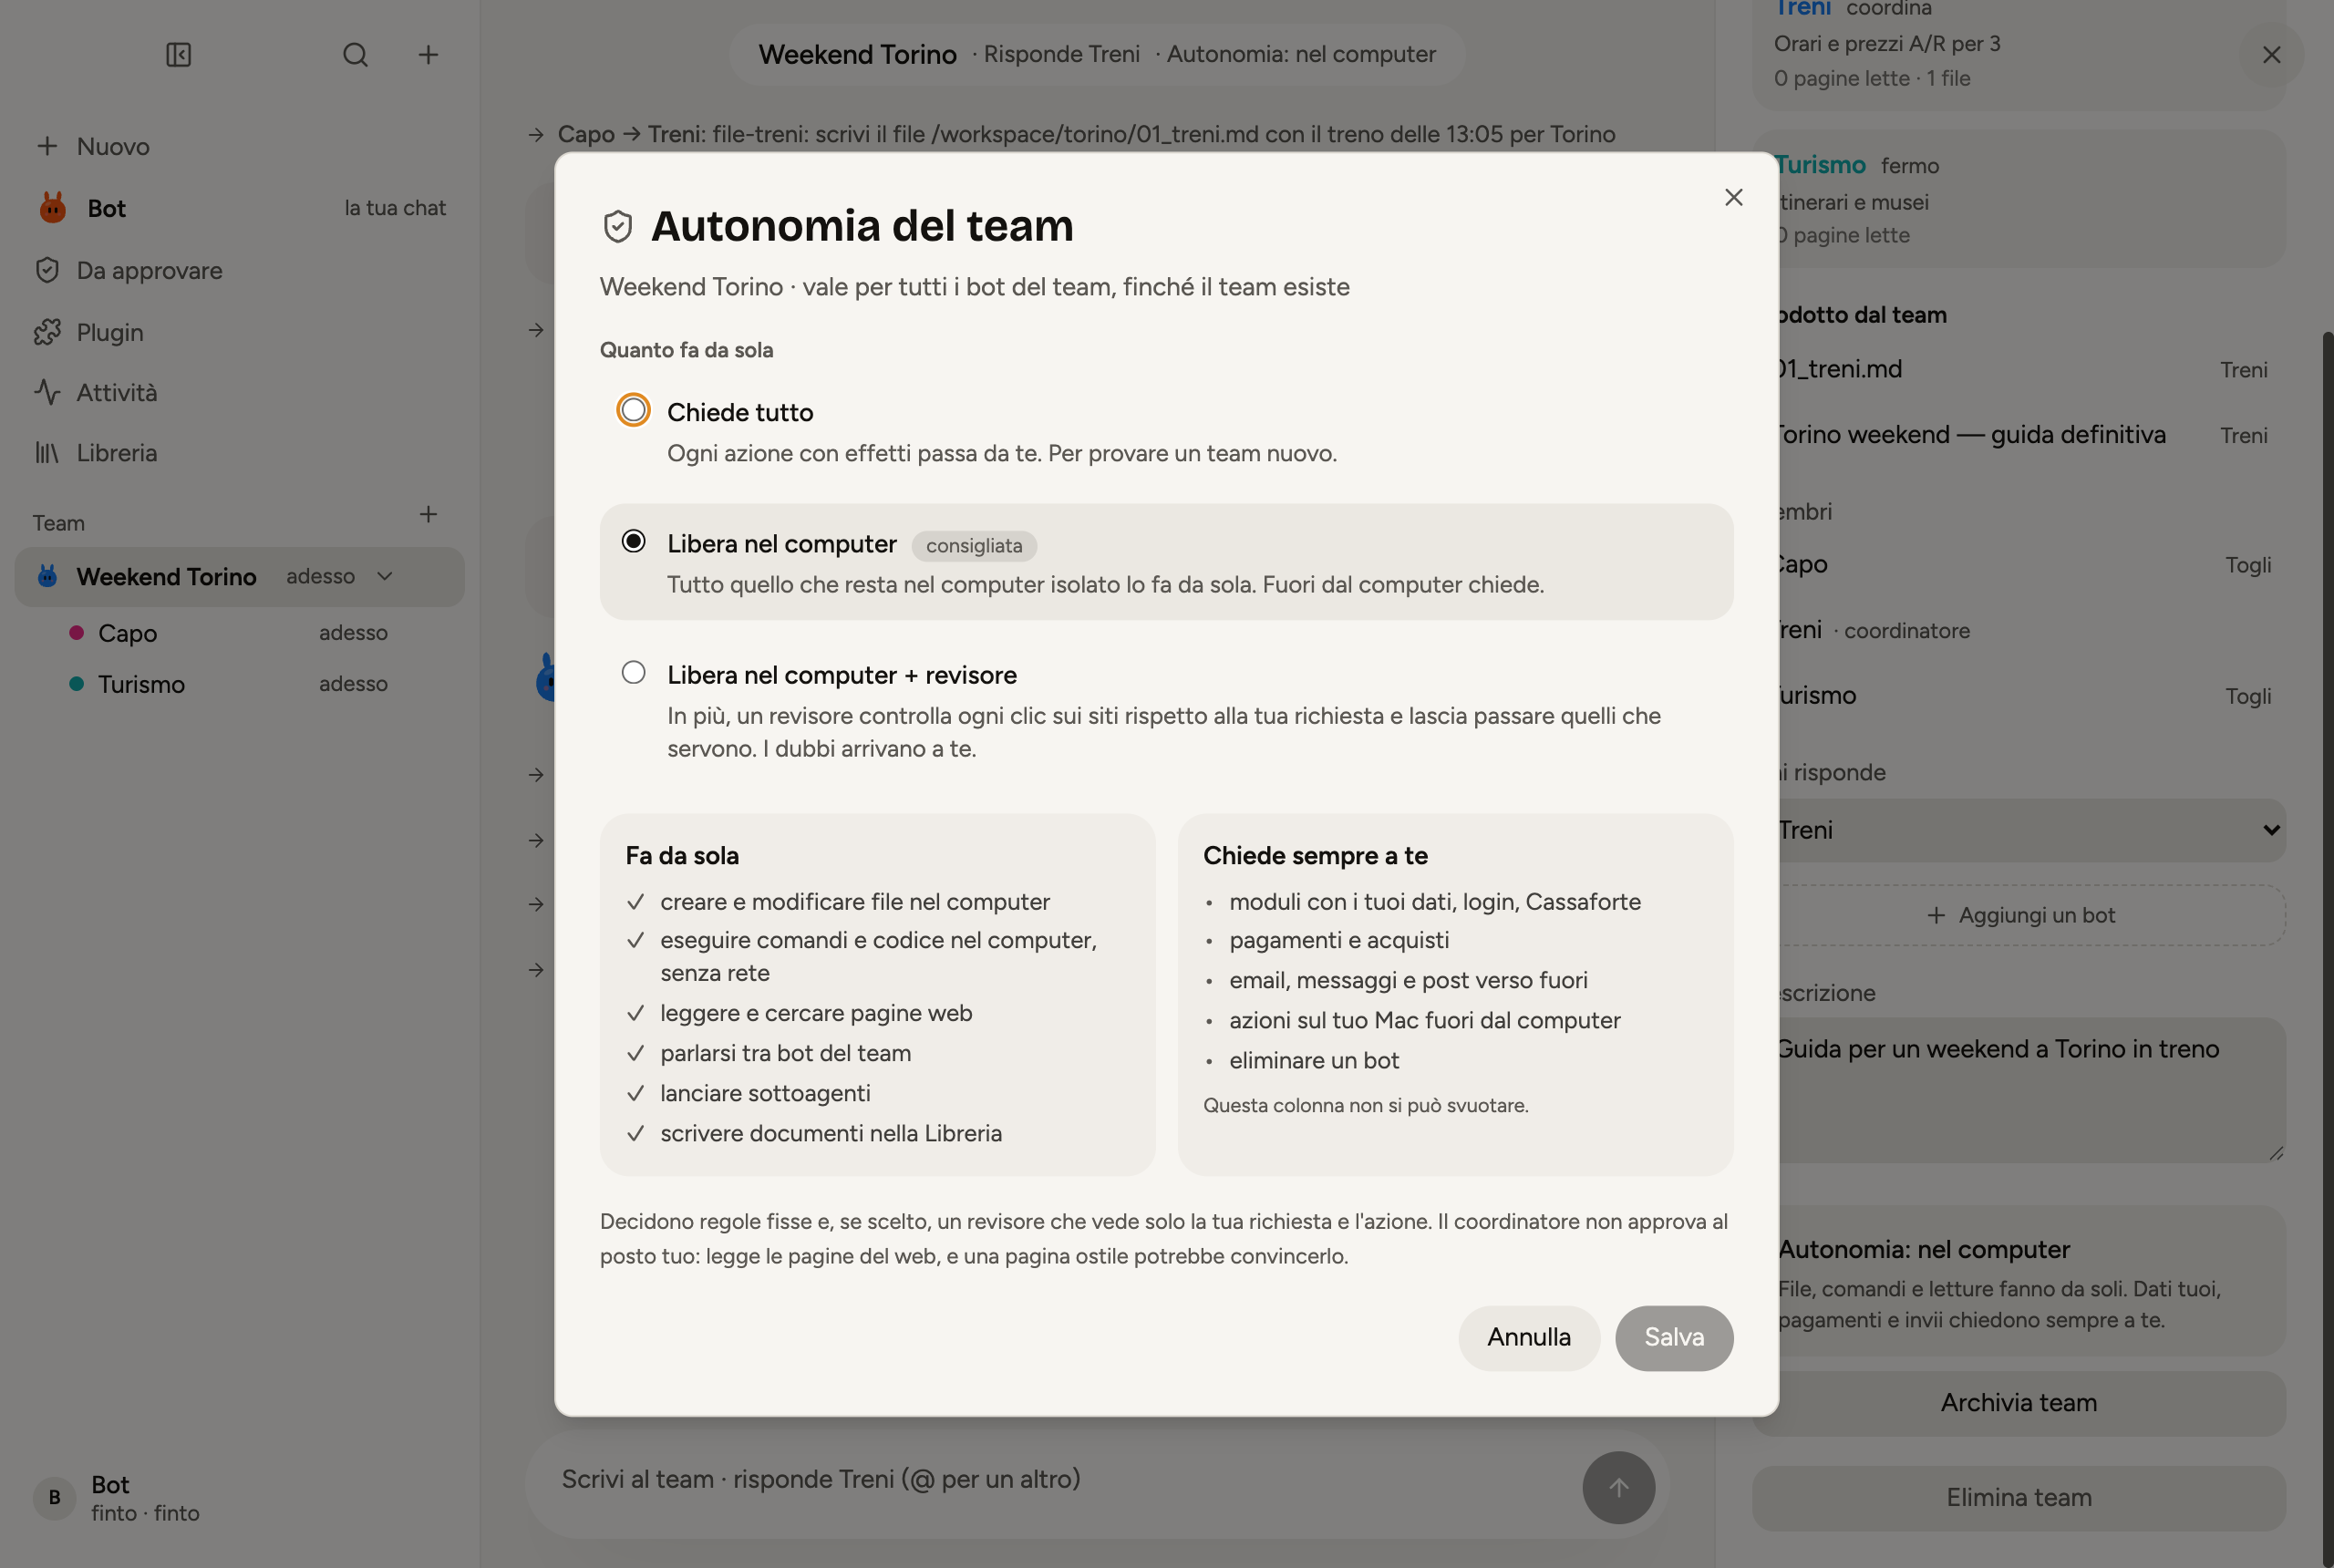 Weekend Torino · Risponde Treni · Autonomia: nel computer
Nuovo
Bot la tua chat
Da approvare
Plugin
Attività
Libreria
Team
Weekend Torino adesso
Capo adesso
Turismo adesso
B
Bot
finto · finto
→ Capo → Treni: file-treni: scrivi il file /workspace/torino/01_treni.md con il treno delle 13:05 per Torino
Autonomia del team
Weekend Torino · vale per tutti i bot del team, finché il team esiste
Quanto fa da sola
Chiede tutto
Ogni azione con effetti passa da te. Per provare un team nuovo.
Libera nel computer consigliata
Tutto quello che resta nel computer isolato lo fa da sola. Fuori dal computer chiede.
Libera nel computer + revisore
In più, un revisore controlla ogni clic sui siti rispetto alla tua richiesta e lascia passare quelli che
servono. I dubbi arrivano a te.
Fa da sola
✓ creare e modificare file nel computer
✓ eseguire comandi e codice nel computer,
senza rete
✓ leggere e cercare pagine web
✓ parlarsi tra bot del team
✓ lanciare sottoagenti
✓ scrivere documenti nella Libreria
Chiede sempre a te
• moduli con i tuoi dati, login, Cassaforte
• pagamenti e acquisti
• email, messaggi e post verso fuori
• azioni sul tuo Mac fuori dal computer
• eliminare un bot
Questa colonna non si può svuotare.
Decidono regole fisse e, se scelto, un revisore che vede solo la tua richiesta e l'azione. Il coordinatore non approva al
posto tuo: legge le pagine del web, e una pagina ostile potrebbe convincerlo.
Annulla
Salva
Scrivi al team · risponde Treni (@ per un altro)
Treni coordina
Orari e prezzi A/R per 3
0 pagine lette · 1 file
Turismo fermo
tinerari e musei
0 pagine lette
odotto dal team
01_treni.md Treni
Torino weekend — guida definitiva Treni
embri
Capo Togli
Treni · coordinatore
Turismo Togli
i risponde
Treni
Aggiungi un bot
escrizione
Guida per un weekend a Torino in treno
Autonomia: nel computer
File, comandi e letture fanno da soli. Dati tuoi,
pagamenti e invii chiedono sempre a te.
Archivia team
Elimina team